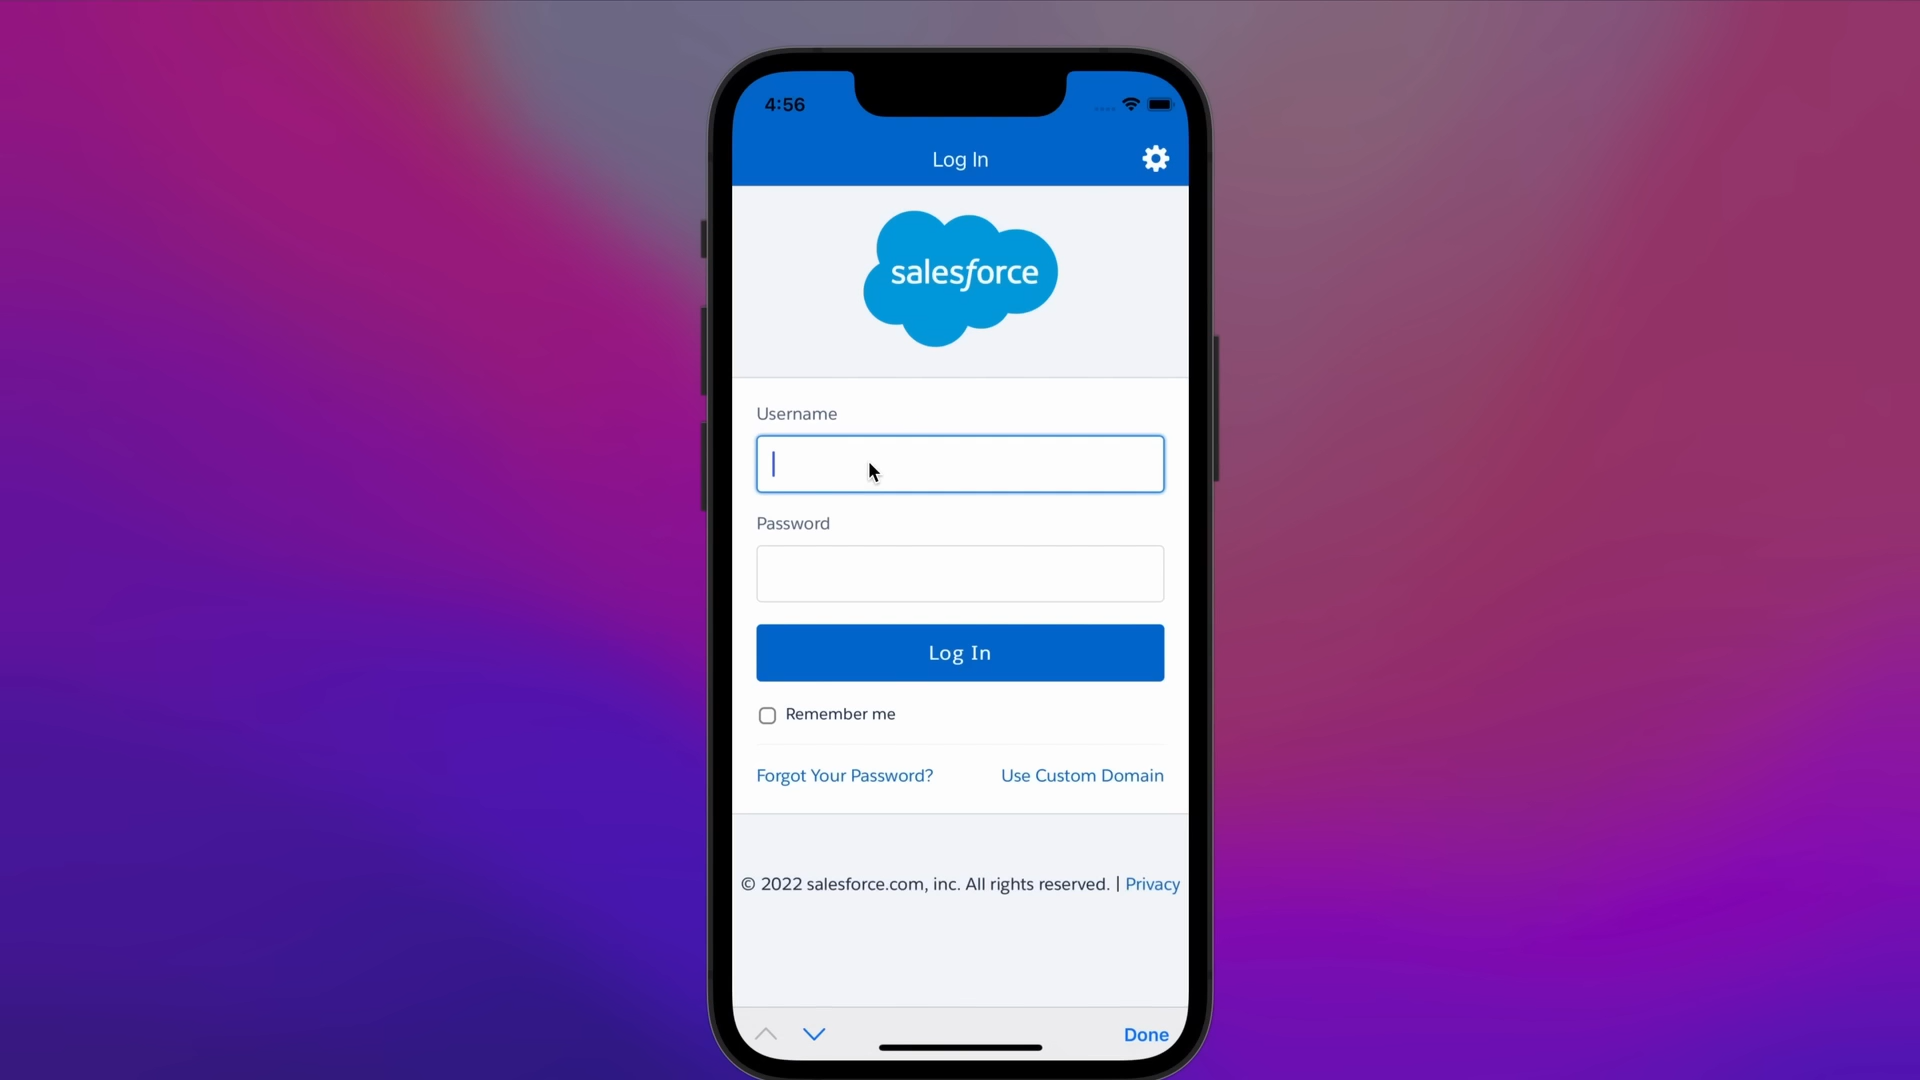 4:56
Log In
salesforce
Username
Password
Log In
Remember me
Forgot Your Password? Use Custom Domain
© 2022 salesforce.com, inc. All rights reserved. | Privacy
Done